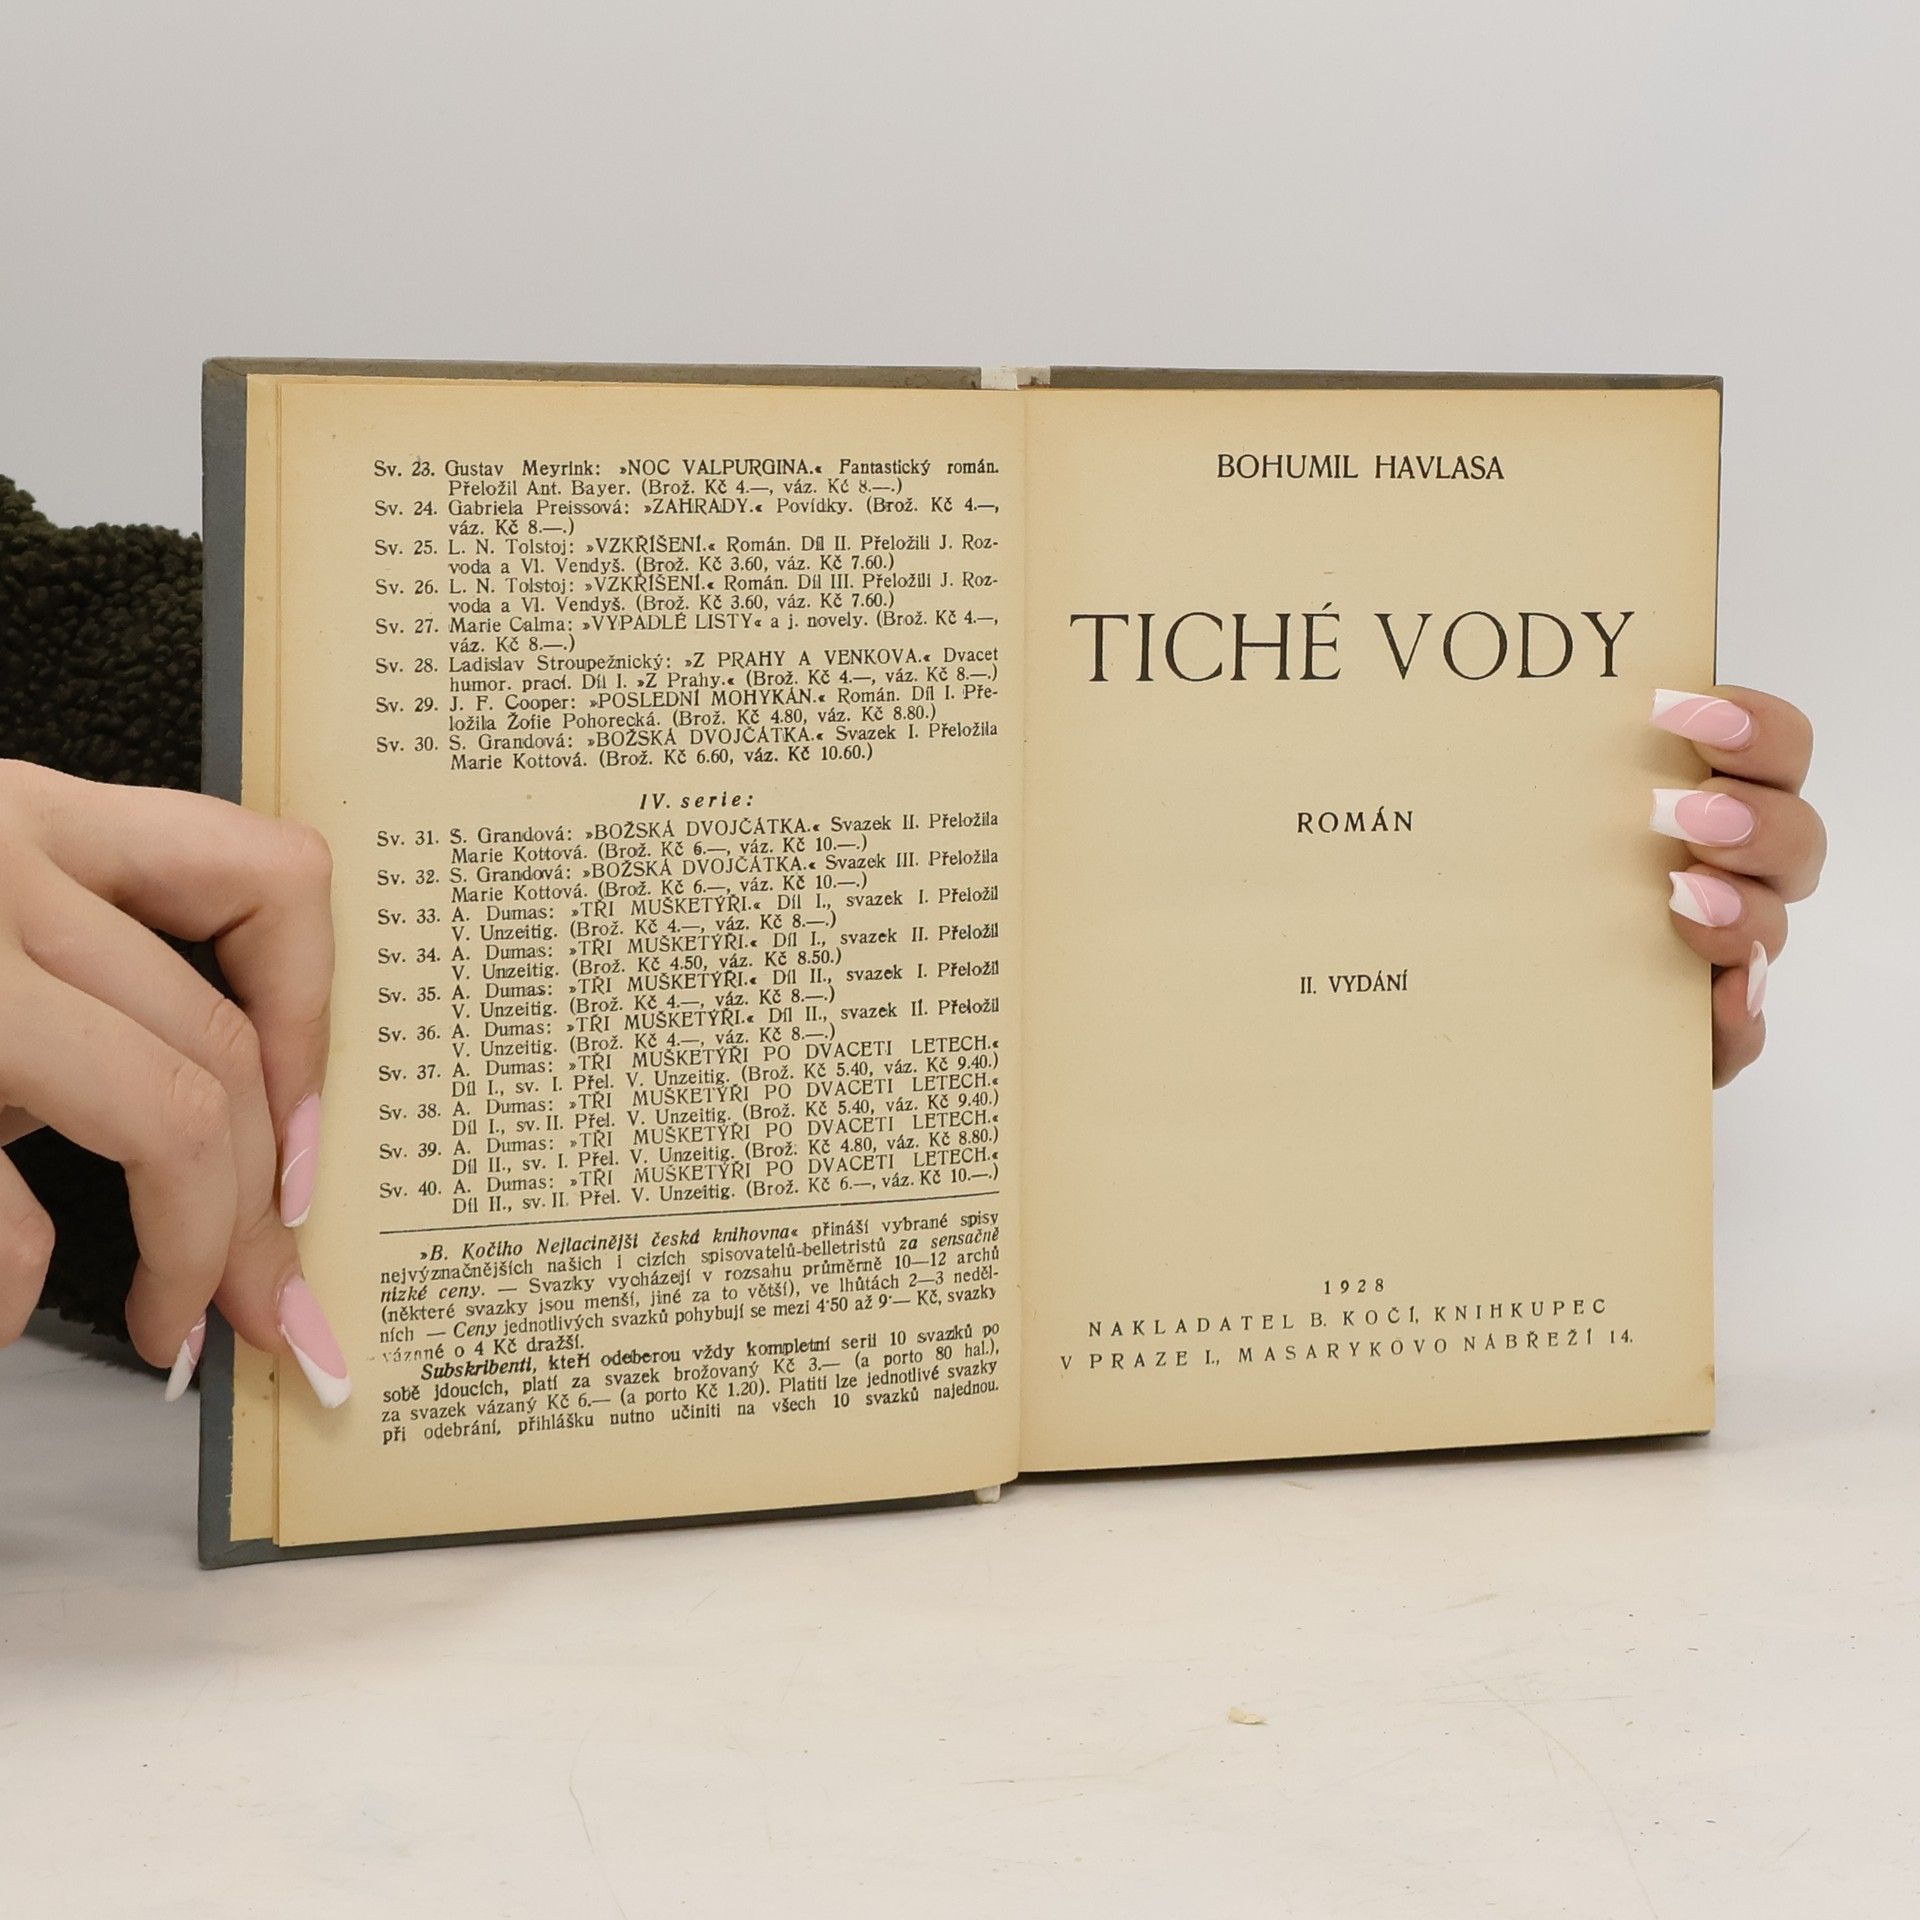 Sv. 23. Gustav Meyrink: »NOC VALPURGINA.« Fantastický román.
Přeložil Ant. Bayer. (Brož. Kč 4.—, váz. Kč 8.—.)
Sv. 24. Gabriela Preissová: »ZAHRADY.« Povídky. (Brož. Kč 4.—,
váz. Kč 8.—.)
Sv. 25. L. N. Tolstoj: »VZKŘÍŠENÍ.« Román. Díl II. Přeložili J. Roz-
voda a Vl. Vendyš. (Brož. Kč 3.60, váz. Kč 7.60.)
Sv. 26. L. N. Tolstoj: »VZKŘÍŠENÍ.« Román. Díl III. Přeložili J. Roz-
voda a Vl. Vendyš. (Brož. Kč 3.60, váz. Kč 7.60.)
Sv. 27. Marie Calma: »VYPADLÉ LISTY« a j. novely. (Brož. Kč 4.—,
váz. Kč 8.—.)
Sv. 28. Ladislav Stroupežnický: »Z PRAHY A VENKOVA.« Dvacet
humor. prací. Díl I. »Z Prahy.« (Brož. Kč 4.—, váz. Kč 8.—.)
Sv. 29. J. F. Cooper: »POSLEDNÍ MOHYKÁN.« Román. Díl I. Pře-
ložila Žofie Pohorecká. (Brož. Kč 4.80, váz. Kč 8.80.)
Sv. 30. S. Grandová: »BOŽSKÁ DVOJČÁTKA.« Svazek I. Přeložila
Marie Kottová. (Brož. Kč 6.60, váz. Kč 10.60.)
IV. serie:
Sv. 31. S. Grandová: »BOŽSKÁ DVOJČÁTKA.« Svazek II. Přeložila
Marie Kottová. (Brož. Kč 6.—, váz. Kč 10.—.)
Sv. 32. S. Grandová: »BOŽSKÁ DVOJČÁTKA.« Svazek III. Přeložila
Marie Kottová. (Brož. Kč 6.—, váz. Kč 10.—.)
Sv. 33. A. Dumas: »TŘI MUŠKETÝŘI.« Díl I., svazek I. Přeložil
V. Unzeitig. (Brož. Kč 4.—, váz. Kč 8.—.)
Sv. 34. A. Dumas: »TŘI MUŠKETÝŘI.« Díl I., svazek II. Přeložil
V. Unzeitig. (Brož. Kč 4.50, váz. Kč 8.50.)
Sv. 35. A. Dumas: »TŘI MUŠKETÝŘI.« Díl II., svazek I. Přeložil
V. Unzeitig. (Brož. Kč 4.—, váz. Kč 8.—.)
Sv. 36. A. Dumas: »TŘI MUŠKETÝŘI.« Díl II., svazek II. Přeložil
V. Unzeitig. (Brož. Kč 4.—, váz. Kč 8.—.)
Sv. 37. A. Dumas: »TŘI MUŠKETÝŘI PO DVACETI LETECH.«
Díl I., sv. I. Přel. V. Unzeitig. (Brož. Kč 5.40, váz. Kč 9.40.)
Sv. 38. A. Dumas: »TŘI MUŠKETÝŘI PO DVACETI LETECH.«
Díl I., sv. II. Přel. V. Unzeitig. (Brož. Kč 5.40, váz. Kč 9.40.)
Sv. 39. A. Dumas: »TŘI MUŠKETÝŘI PO DVACETI LETECH.«
Díl II., sv. I. Přel. V. Unzeitig. (Brož. Kč 4.80, váz. Kč 8.80.)
Sv. 40. A. Dumas: »TŘI MUŠKETÝŘI PO DVACETI LETECH.«
Díl II., sv. II. Přel. V. Unzeitig. (Brož. Kč 6.—, váz. Kč 10.—.)
»B. Kočího Nejlacinější česká knihovna« přináší vybrané spisy
nejvýznačnějších našich i cizích spisovatelů-belletristů za sensačně
nízké ceny. — Svazky vycházejí v rozsahu průměrně 10—12 archů
(některé svazky jsou menší, jiné za to větší), ve lhůtách 2—3 neděl-
ních — Ceny jednotlivých svazků pohybují se mezi 4·50 až 9·— Kč, svazky
vázané o 4 Kč dražší.
Subskribenti, kteří odeberou vždy kompletní serii 10 svazků po
sobě jdoucích, platí za svazek brožovaný Kč 3.— (a porto 80 hal.),
za svazek vázaný Kč 6.— (a porto Kč 1.20). Platiti lze jednotlivé svazky
při odebrání, přihlášku nutno učiniti na všech 10 svazků najednou.
BOHUMIL HAVLASA
TICHÉ VODY
ROMÁN
II. VYDÁNÍ
1928
NAKLADATEL B. KOČÍ, KNIHKUPEC
V PRAZE I., MASARYKOVO NÁBŘEŽÍ 14.